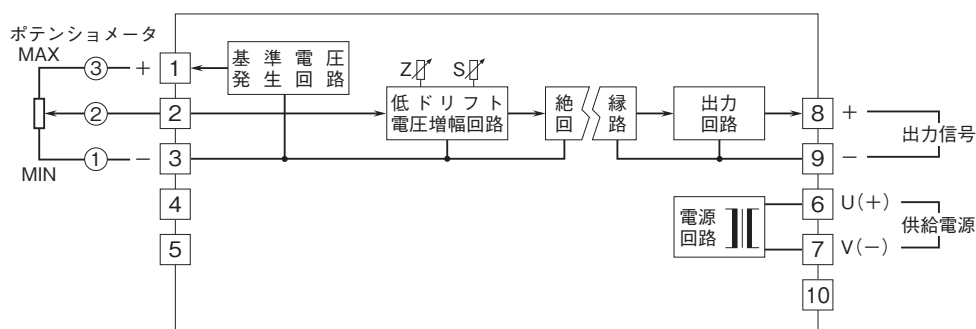 ポテンショメータ
MAX
③
+
1
基準電圧
発生回路
Z
S
②
2
低ドリフト
電圧増幅回路
絶縁
回路
出力
回路
8
+
出力信号
①
−
3
9
−
MIN
4
電源
回路
6
U(+)
供給電源
5
7
V(−)
10